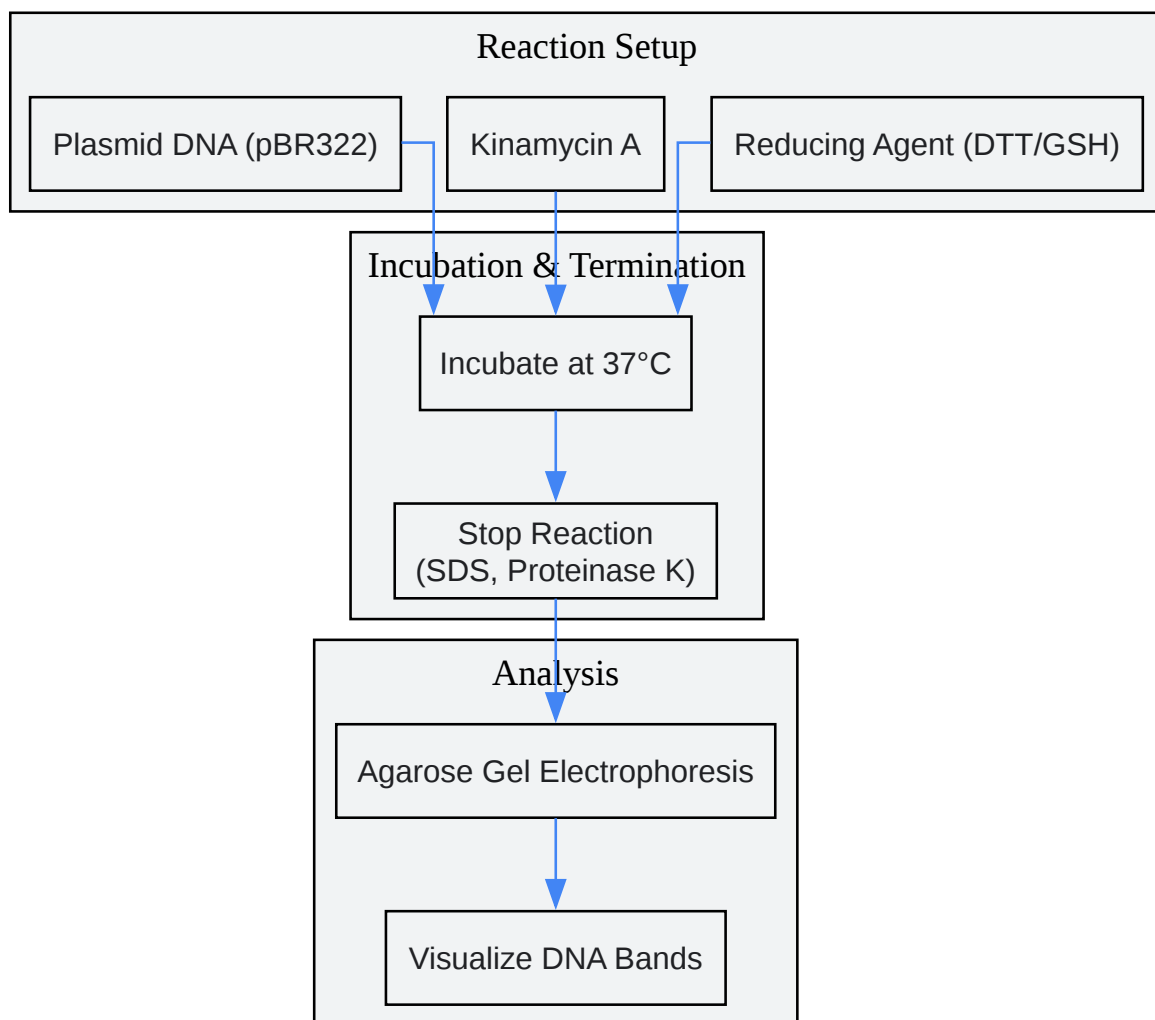 Reaction Setup
Plasmid DNA (pBR322)
Kinamycin A
Reducing Agent (DTT/GSH)
Incubation & Termination
Incubate at 37°C
Stop Reaction
(SDS, Proteinase K)
Analysis
Agarose Gel Electrophoresis
Visualize DNA Bands